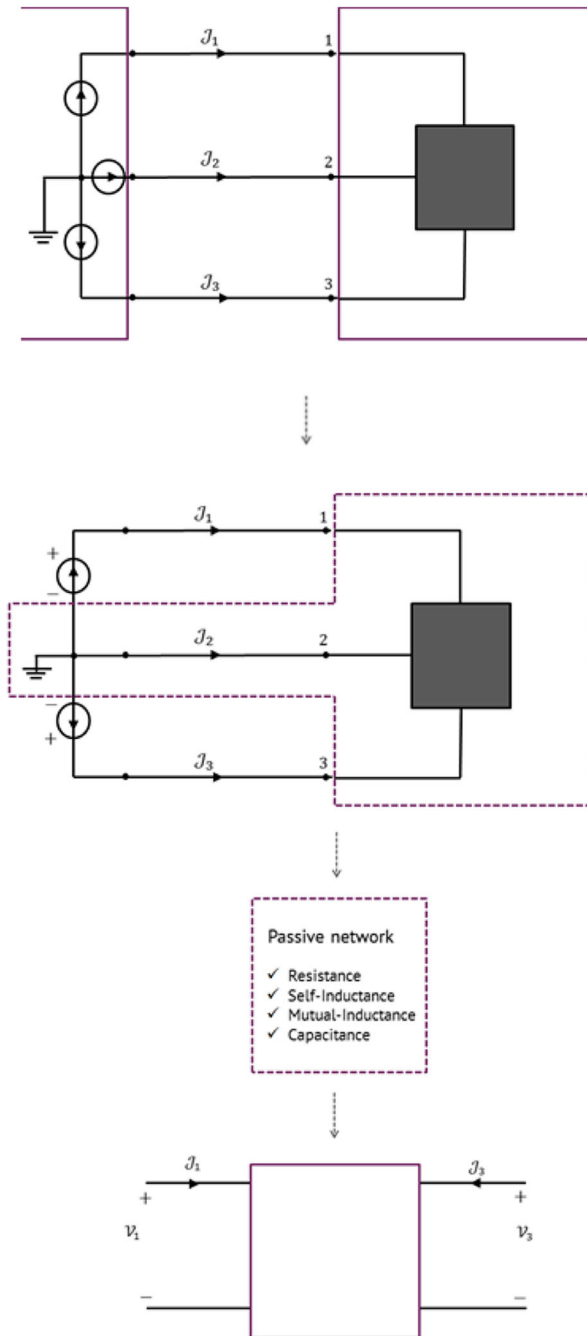 𝒥₁
1
𝒥₂
2
𝒥₃
3
𝒥₁
1
+
−
𝒥₂
2
−
+
𝒥₃
3
Passive network
✓ Resistance
✓ Self-Inductance
✓ Mutual-Inductance
✓ Capacitance
𝒥₁ 𝒥₃
+ +
𝒱₁ 𝒱₃
− −